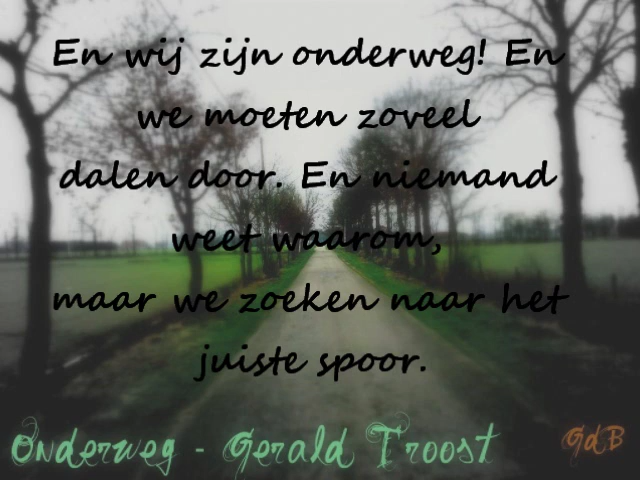 En wij zijn onderweg! En
we moeten zoveel
dalen door. En niemand
weet waarom,
maar we zoeken naar het
juiste spoor.
Onderweg - Gerald Troost
GdB